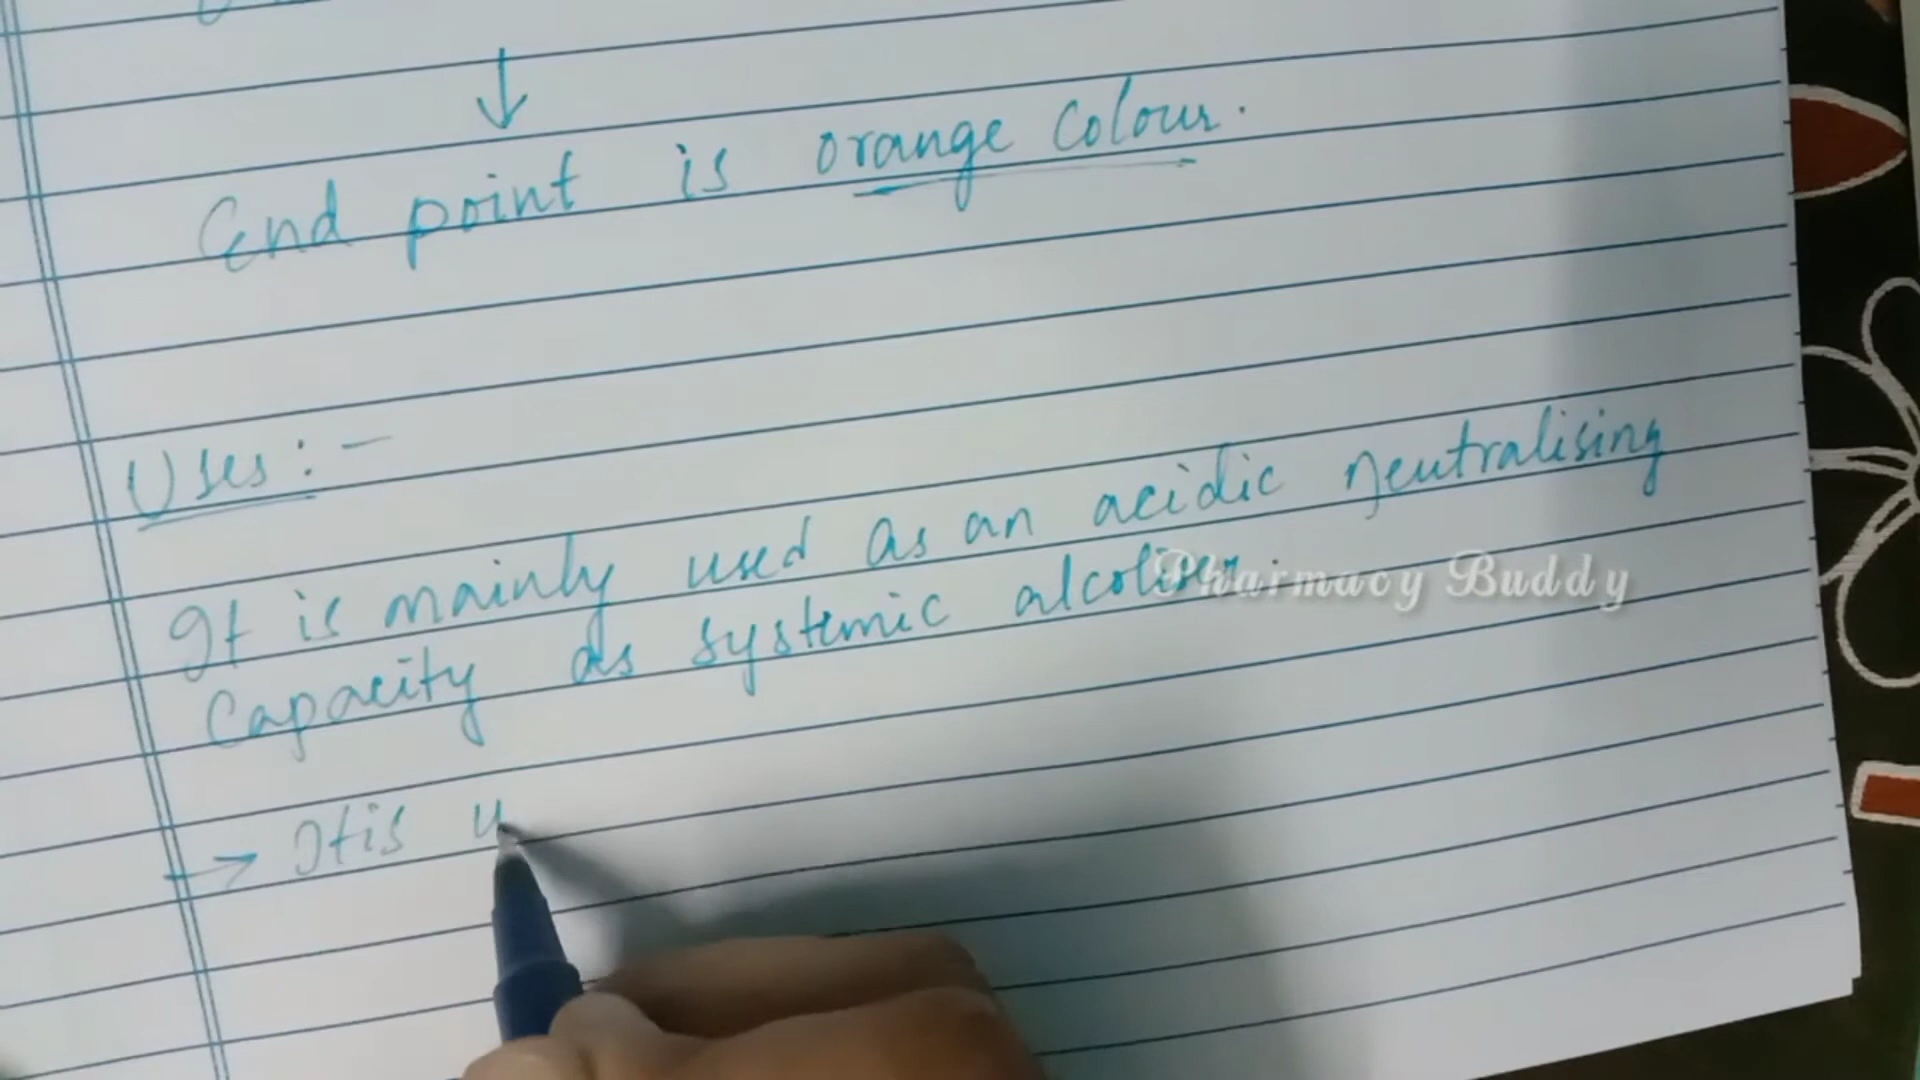 End point is orange colour.
Uses :-
It is mainly used as an acidic neutralising
Capacity as systemic alcoliser.
→ It is u
Pharmacy Buddy